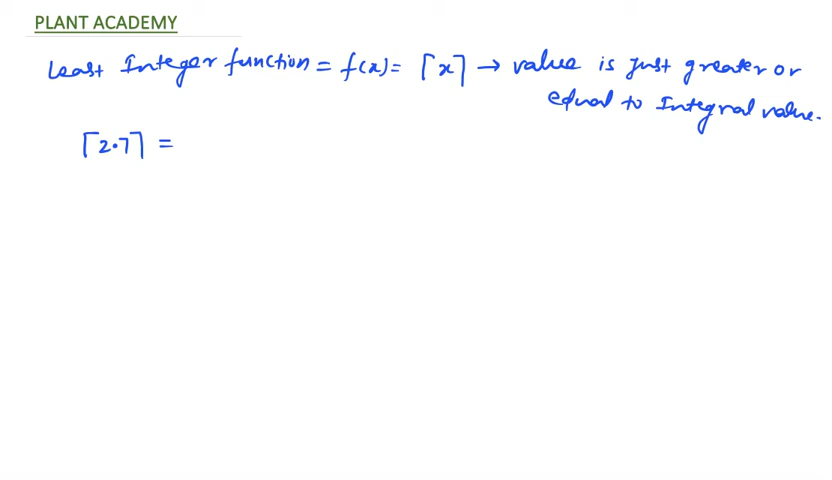 PLANT ACADEMY
Least Integer function = f(x) = ⌈x⌉ → value is just greater or
equal to Integral value.
⌈2.7⌉ =